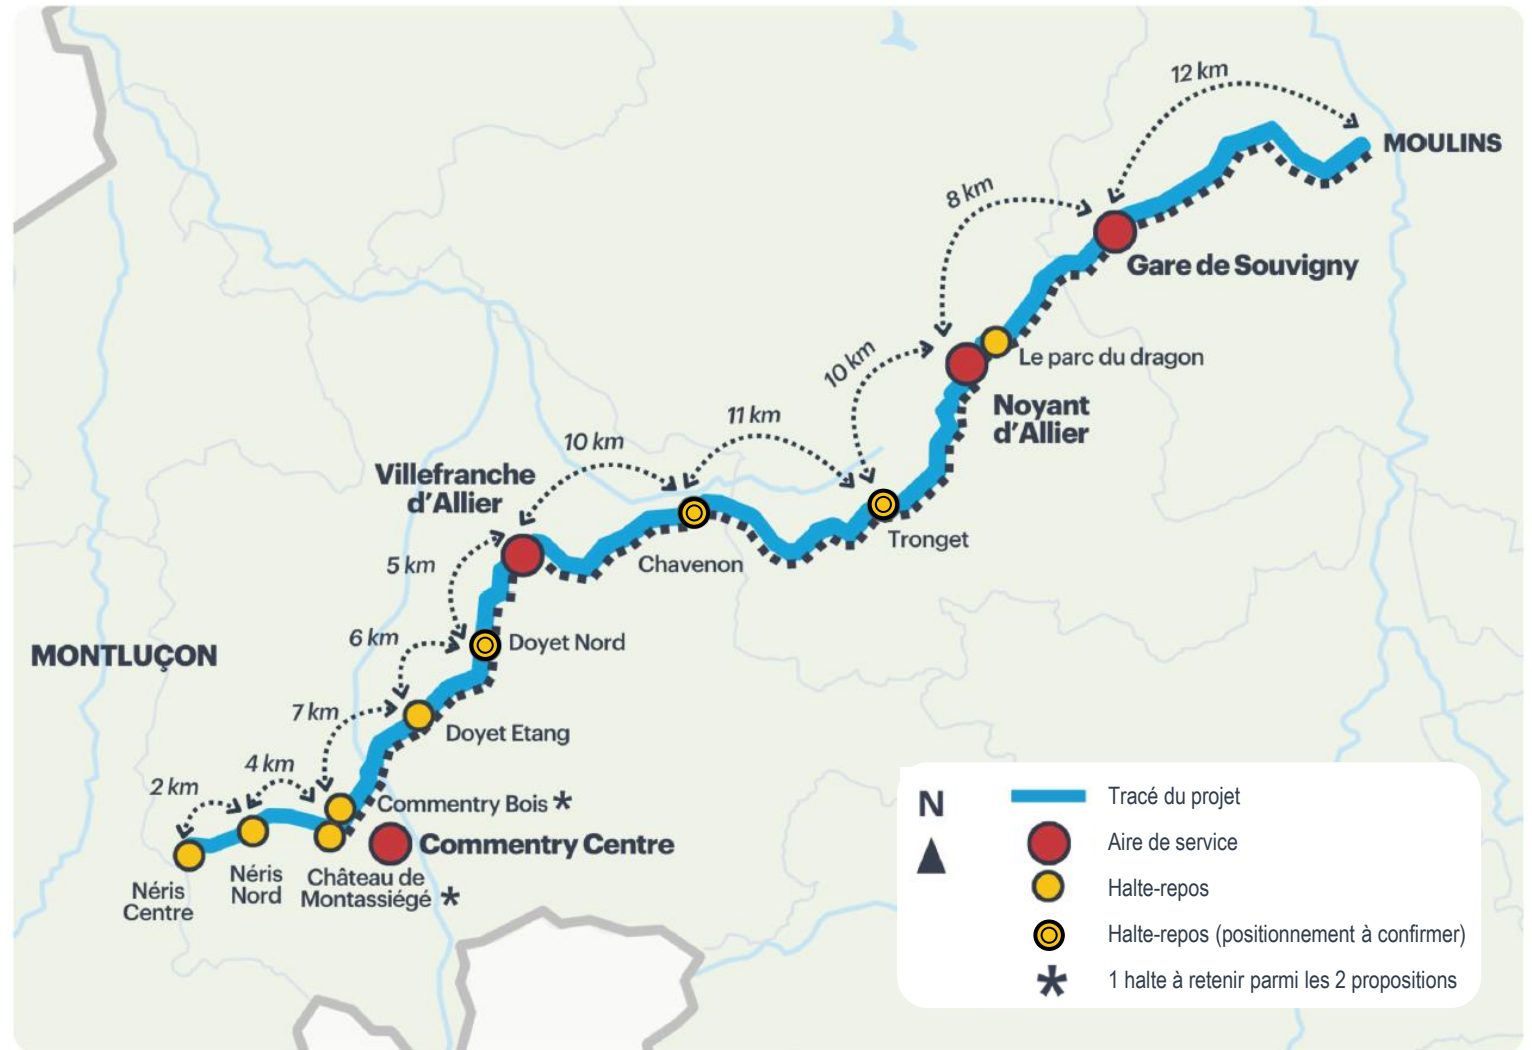 12 km
MOULINS
8 km
Gare de Souvigny
10 km
Le parc du dragon
Noyant
d'Allier
11 km
10 km
Villefranche
d'Allier
Tronget
Chavenon
5 km
6 km
Doyet Nord
MONTLUÇON
7 km
Doyet Etang
4 km
2 km
Commentry Bois *
Commentry Centre
Néris
Nord
Château de
Montassiégé *
Néris
Centre
N
Tracé du projet
Aire de service
Halte-repos
Halte-repos (positionnement à confirmer)
* 1 halte à retenir parmi les 2 propositions